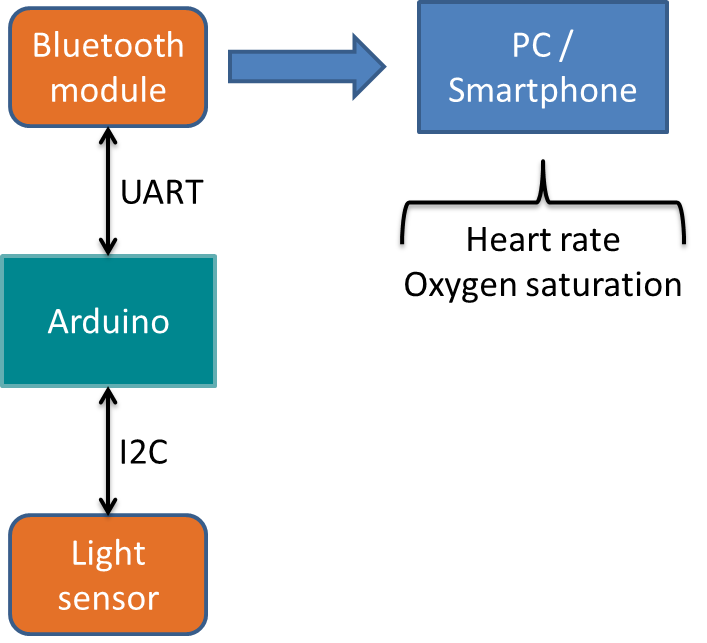 Bluetooth
module
PC /
Smartphone
UART
Heart rate
Oxygen saturation
Arduino
I2C
Light
sensor